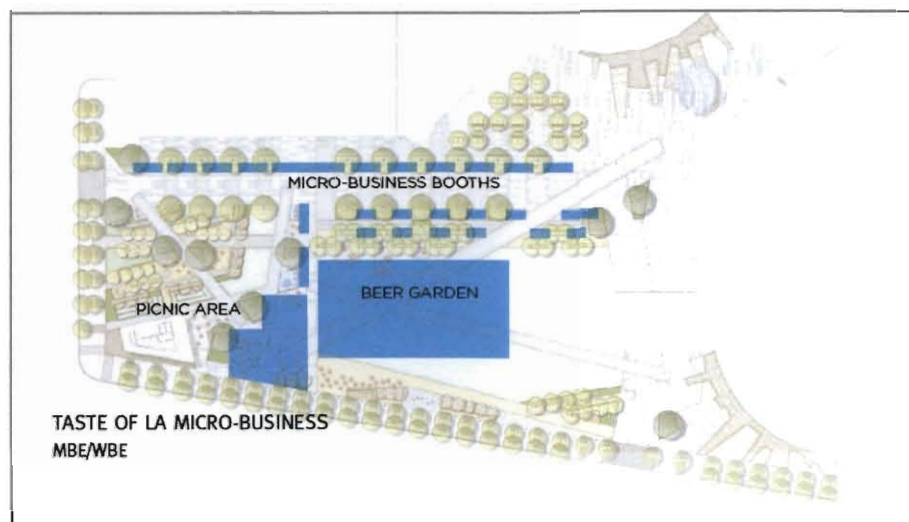 MICRO-BUSINESS BOOTHS
BEER GARDEN
PICNIC AREA
TASTE OF LA MICRO-BUSINESS
MBE/WBE